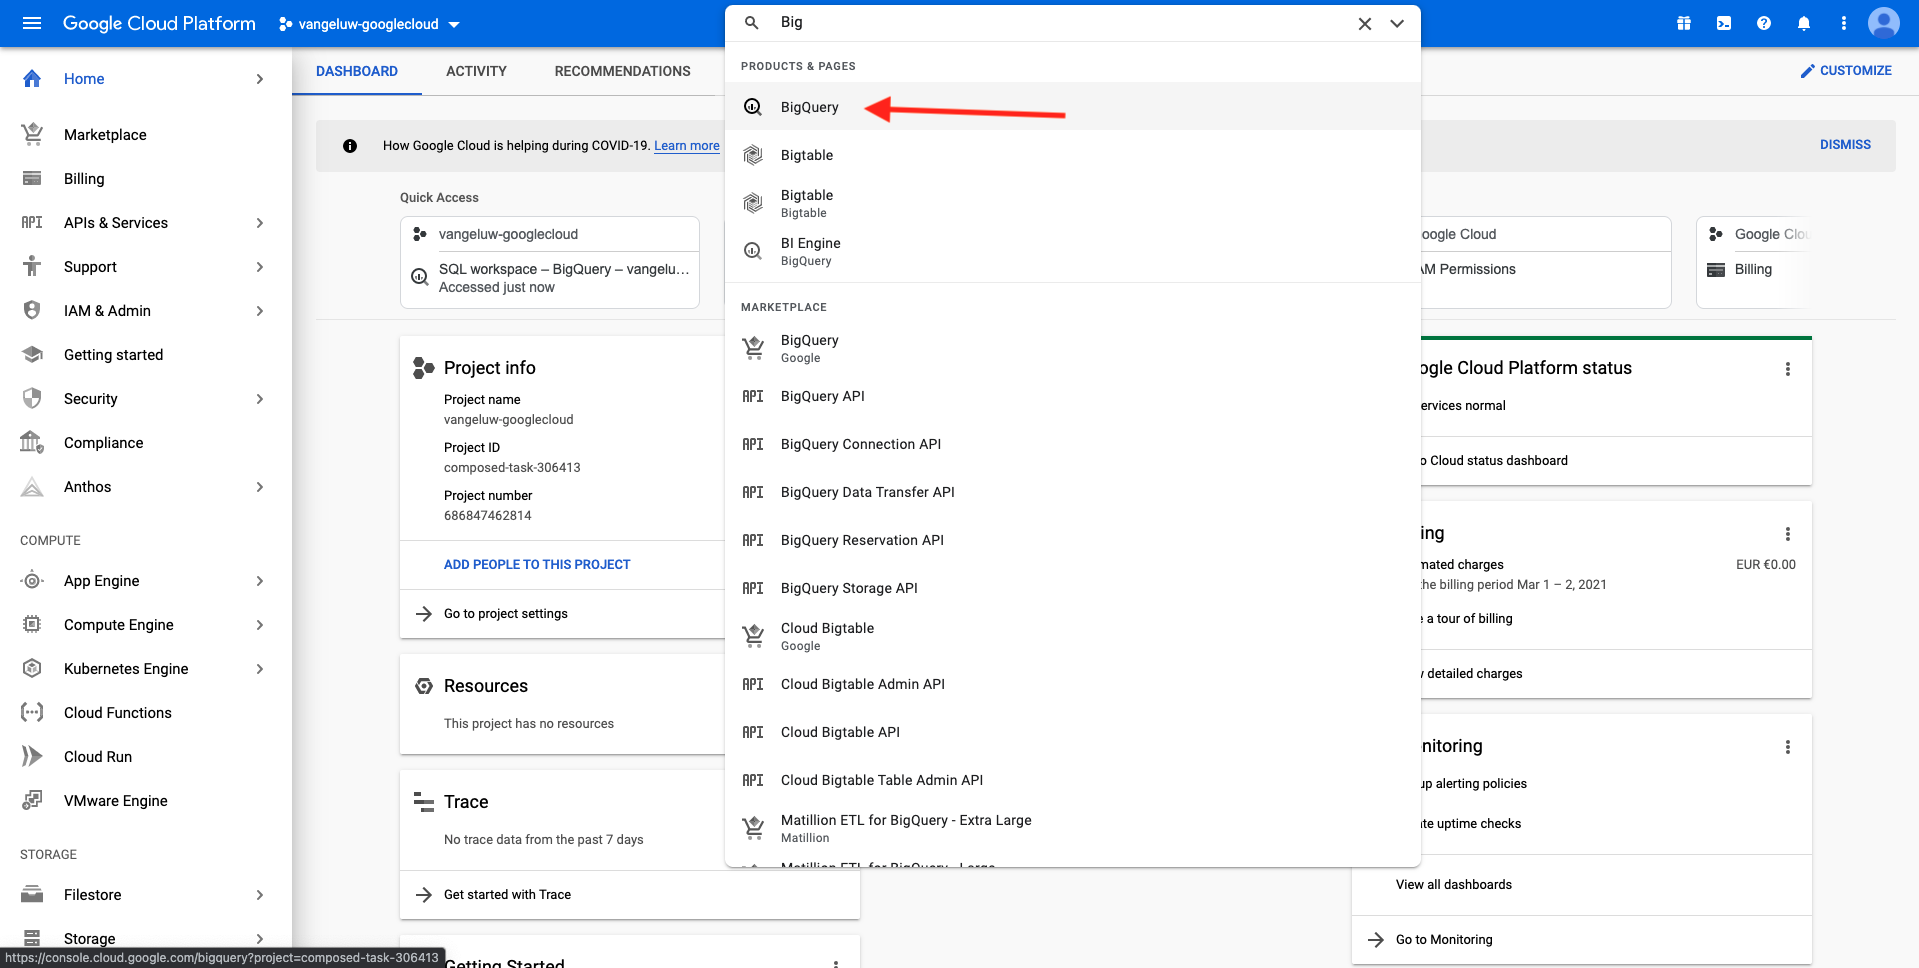 Google Cloud Platform
vangeluw-googlecloud
Big
Home
Marketplace
Billing
API APIs & Services
Support
IAM & Admin
Getting started
Security
Compliance
Anthos
COMPUTE
App Engine
Compute Engine
Kubernetes Engine
Cloud Functions
Cloud Run
VMware Engine
STORAGE
Filestore
Storage
https://console.cloud.google.com/bigquery?project=composed-task-306413
DASHBOARD
ACTIVITY
RECOMMENDATIONS
CUSTOMIZE
How Google Cloud is helping during COVID-19. Learn more
DISMISS
Quick Access
vangeluw-googlecloud
SQL workspace – BigQuery – vangelu...
Accessed just now
Project info
Project name
vangeluw-googlecloud
Project ID
composed-task-306413
Project number
686847462814
ADD PEOPLE TO THIS PROJECT
Go to project settings
Resources
This project has no resources
Trace
No trace data from the past 7 days
Get started with Trace
Getting Started
PRODUCTS & PAGES
BigQuery
Bigtable
Bigtable
Bigtable
BI Engine
BigQuery
MARKETPLACE
BigQuery
Google
API BigQuery API
API BigQuery Connection API
API BigQuery Data Transfer API
API BigQuery Reservation API
API BigQuery Storage API
Cloud Bigtable
Google
API Cloud Bigtable Admin API
API Cloud Bigtable API
API Cloud Bigtable Table Admin API
Matillion ETL for BigQuery - Extra Large
Matillion
Matillion ETL for BigQuery - Large
oogle Cloud
AM Permissions
Google Clou
Billing
ogle Cloud Platform status
ervices normal
o Cloud status dashboard
ing
mated charges
EUR €0.00
the billing period Mar 1 – 2, 2021
e a tour of billing
detailed charges
nitoring
up alerting policies
te uptime checks
View all dashboards
Go to Monitoring